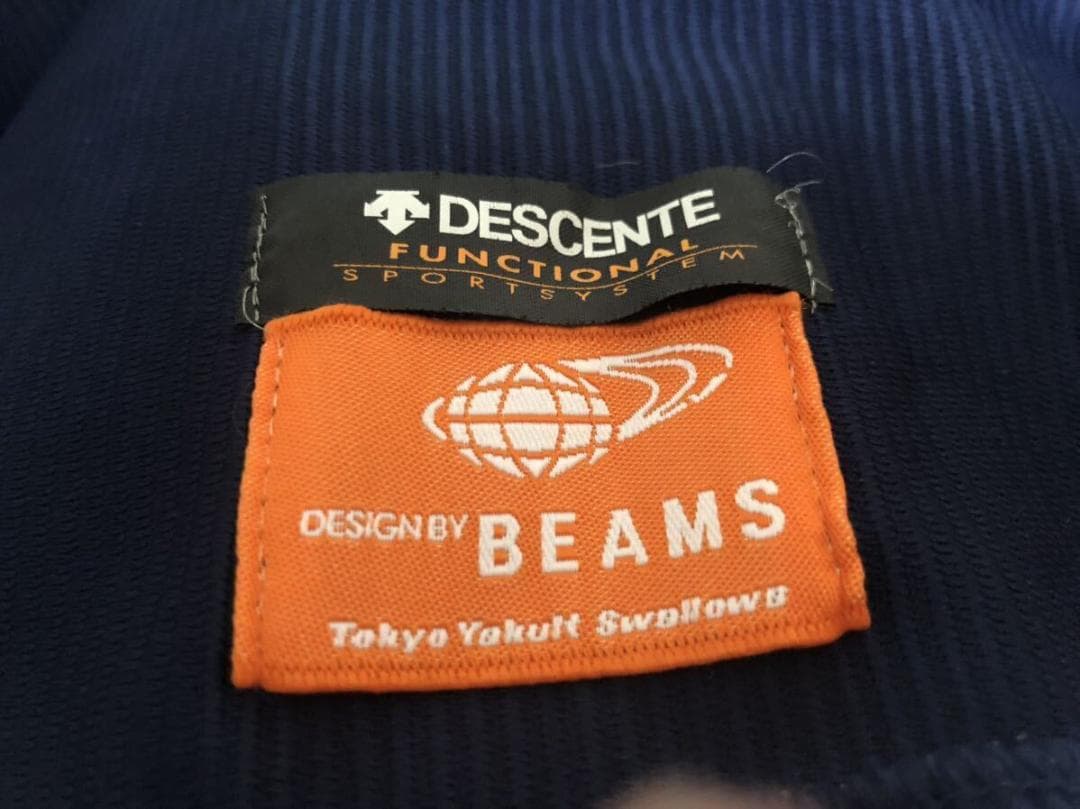 DESCENTE
FUNCTIONAL
SPORTSYSTEM
DESIGN BY BEAMS
Tokyo Yakult Swallows